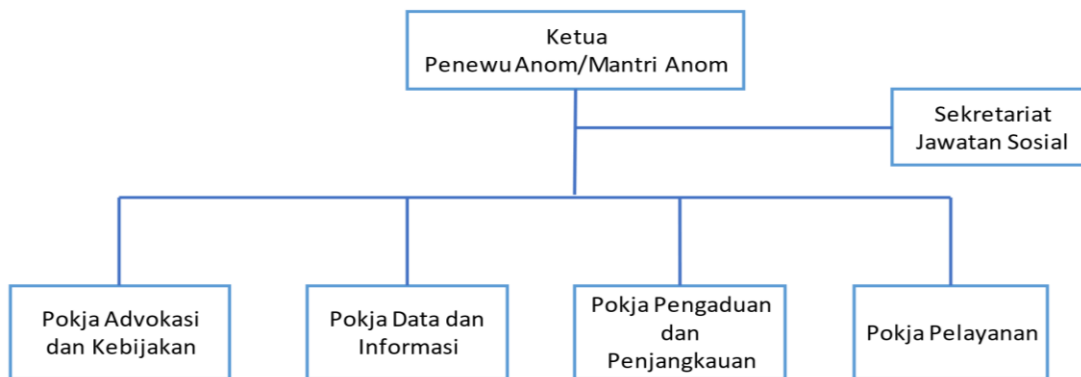 Ketua
Penewu Anom/Mantri Anom
Sekretariat
Jawatan Sosial
Pokja Advokasi
dan Kebijakan
Pokja Data dan
Informasi
Pokja Pengaduan
dan
Penjangkauan
Pokja Pelayanan